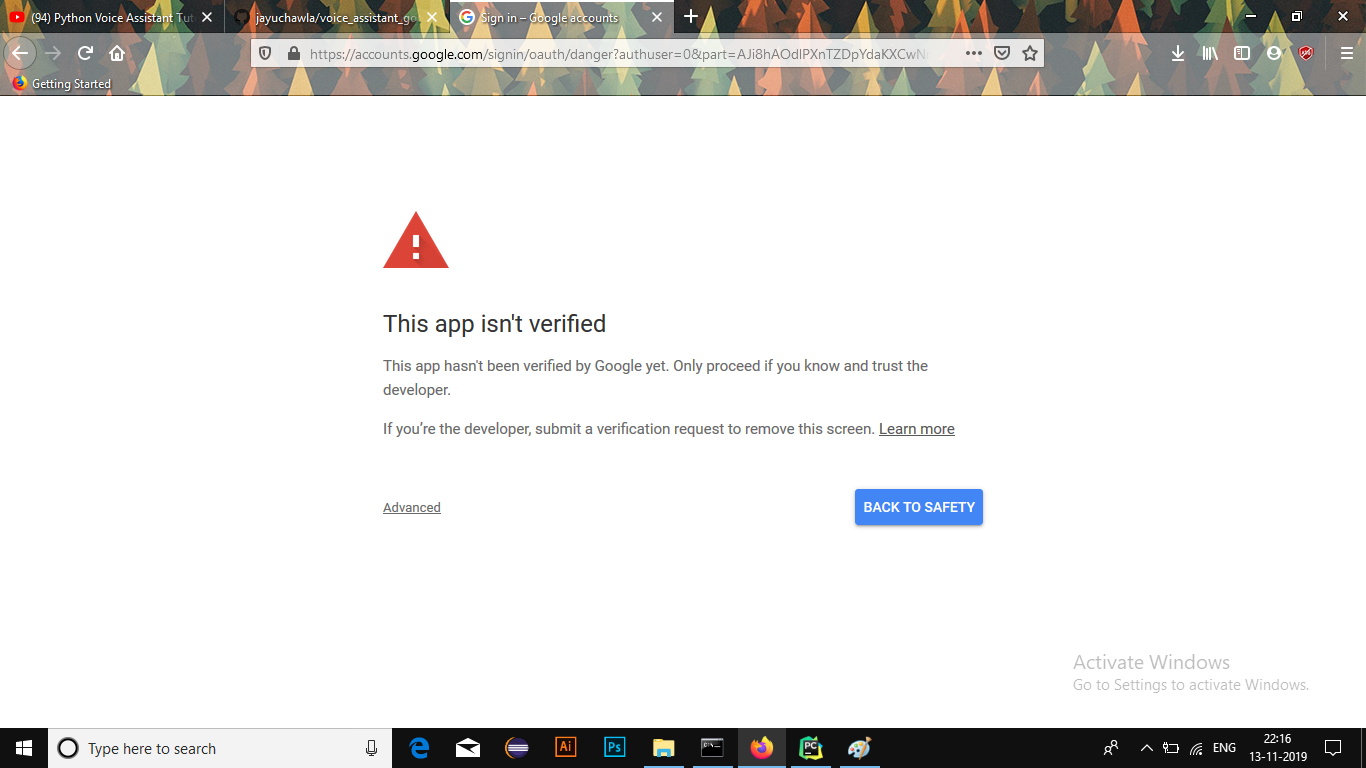 (94) Python Voice Assistant Tut
jayuchawla/voice_assistant_go
Sign in – Google accounts
https://accounts.google.com/signin/oauth/danger?authuser=0&part=AJi8hAOdIPXnTZDpYdaKXCwN
Getting Started
This app isn't verified
This app hasn't been verified by Google yet. Only proceed if you know and trust the
developer.
If you’re the developer, submit a verification request to remove this screen. Learn more
Advanced
BACK TO SAFETY
Activate Windows
Go to Settings to activate Windows.
Type here to search
Ai
Ps
PC
ENG
22:16
13-11-2019